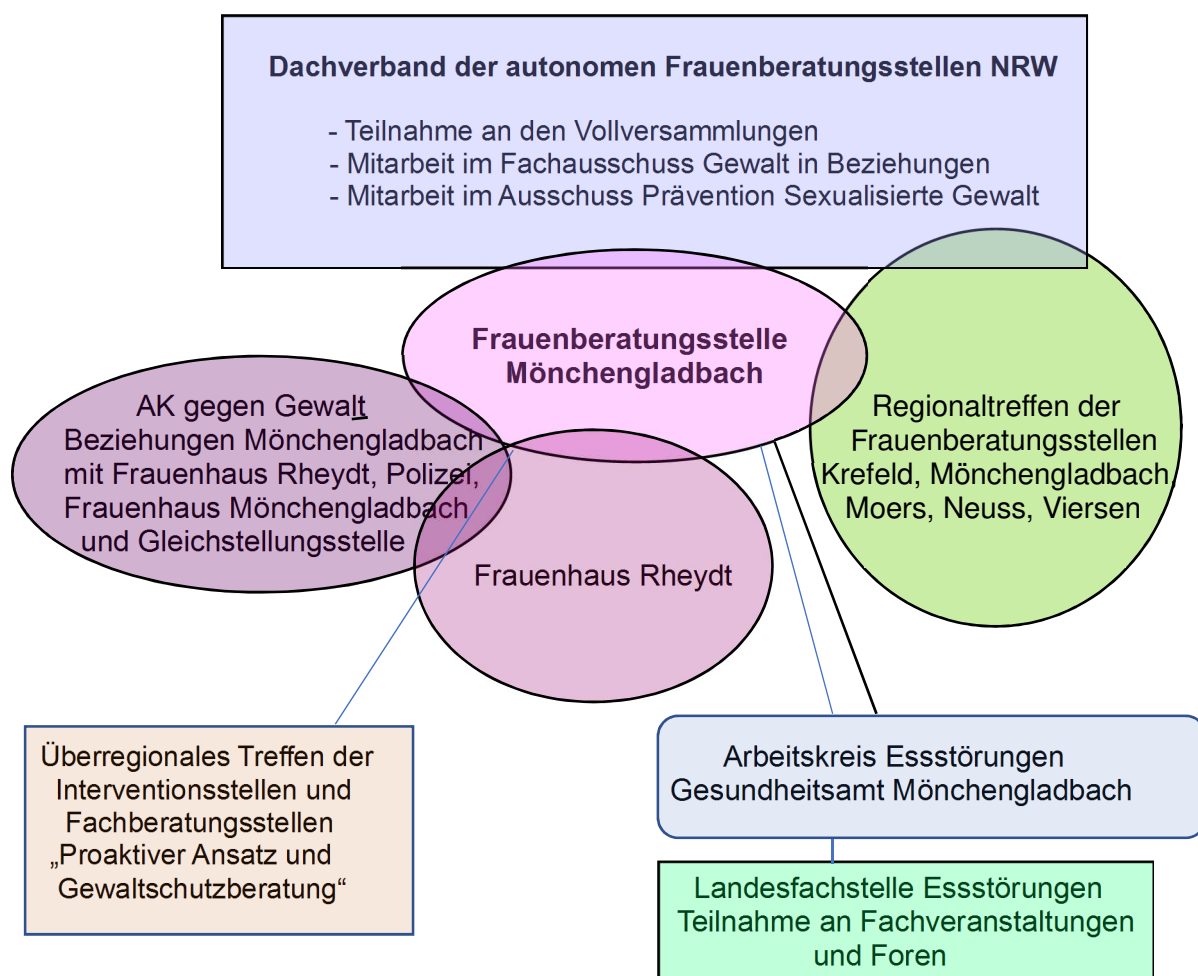 Dachverband der autonomen Frauenberatungsstellen NRW
- Teilnahme an den Vollversammlungen
- Mitarbeit im Fachausschuss Gewalt in Beziehungen
- Mitarbeit im Ausschuss Prävention Sexualisierte Gewalt
Frauenberatungsstelle
Mönchengladbach
AK gegen Gewalt
Beziehungen Mönchengladbach
mit Frauenhaus Rheydt, Polizei,
Frauenhaus Mönchengladbach
und Gleichstellungsstelle
Regionaltreffen der
Frauenberatungsstellen
Krefeld, Mönchengladbach,
Moers, Neuss, Viersen
Frauenhaus Rheydt
Überregionales Treffen der
Interventionsstellen und
Fachberatungsstellen
„Proaktiver Ansatz und
Gewaltschutzberatung“
Arbeitskreis Essstörungen
Gesundheitsamt Mönchengladbach
Landesfachstelle Essstörungen
Teilnahme an Fachveranstaltungen
und Foren